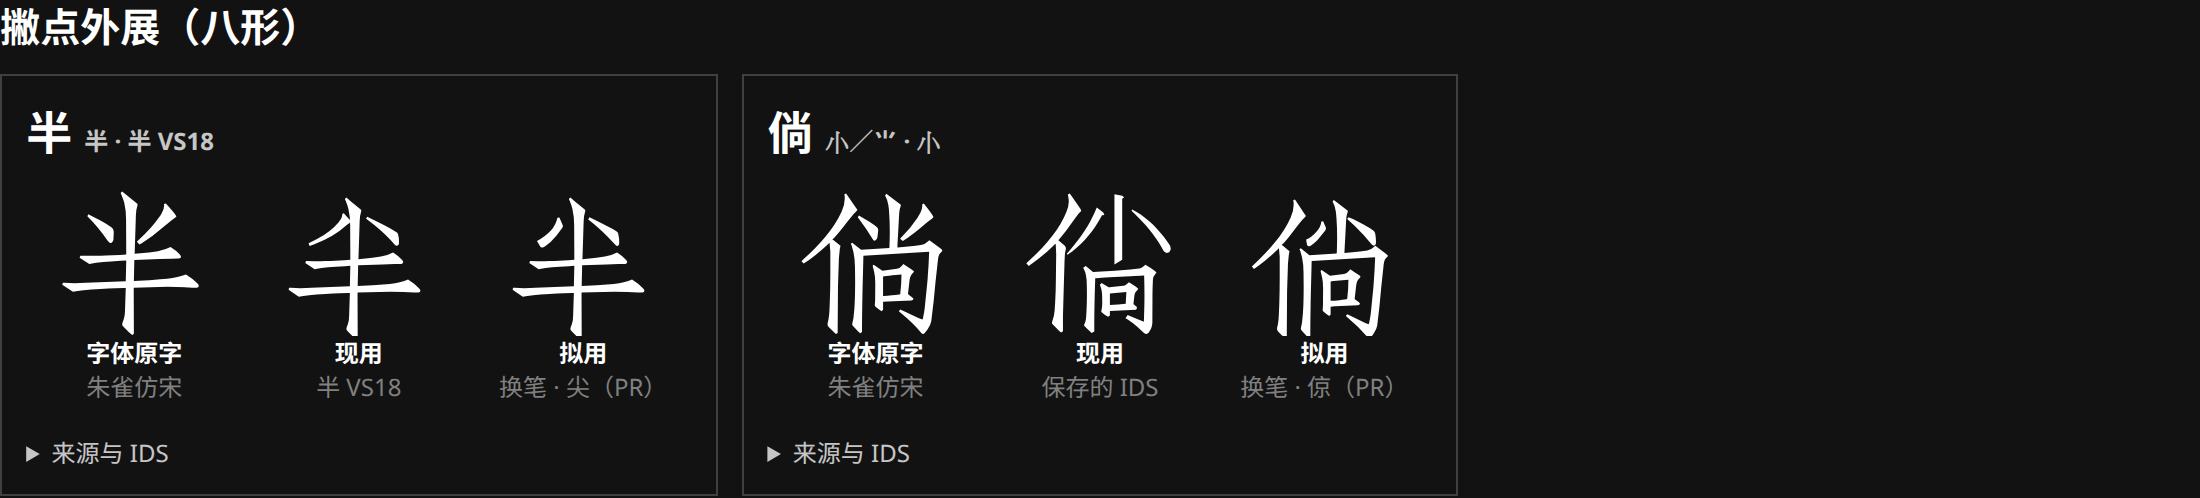 撇点外展（八形）
半 半 · 半 VS18
半 半 半
字体原字 现用 拟用
朱雀仿宋 半 VS18 换笔 · 尖（PR）
▶ 来源与 IDS
倘 小／⺌ · 小
倘 倘 倘
字体原字 现用 拟用
朱雀仿宋 保存的 IDS 换笔 · 倞（PR）
▶ 来源与 IDS